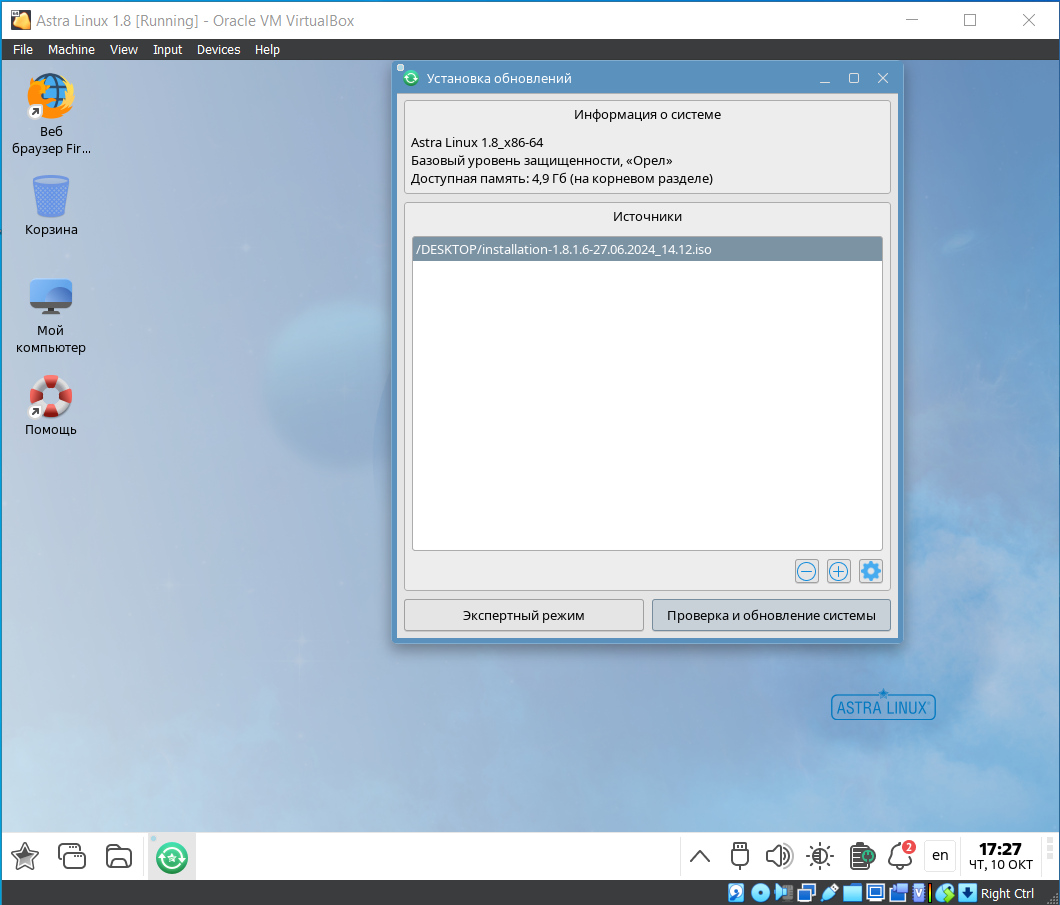 Astra Linux 1.8 [Running] - Oracle VM VirtualBox
File Machine View Input Devices Help
Веб
браузер Fir...
Корзина
Мой
компьютер
Помощь
Установка обновлений
Информация о системе
Astra Linux 1.8_x86-64
Базовый уровень защищенности, «Орел»
Доступная память: 4,9 Гб (на корневом разделе)
Источники
/DESKTOP/installation-1.8.1.6-27.06.2024_14.12.iso
Экспертный режим
Проверка и обновление системы
ASTRA LINUX
2
en
17:27
ЧТ, 10 ОКТ
Right Ctrl